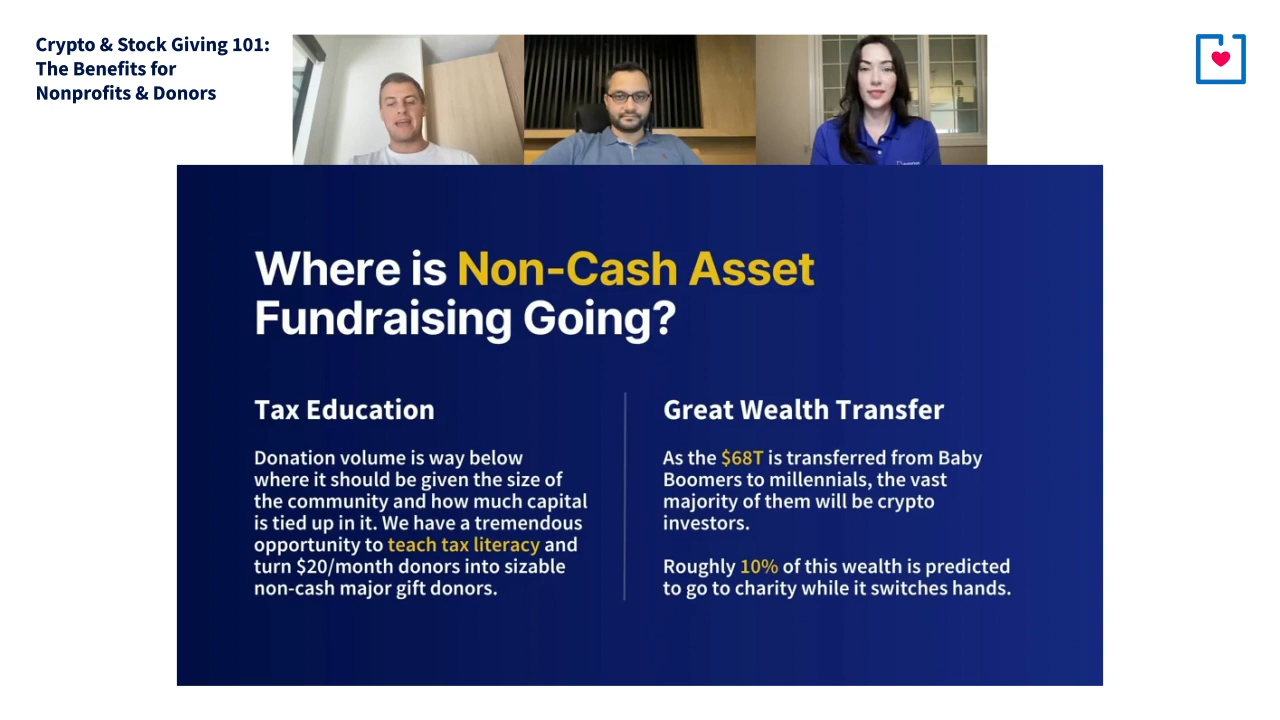 Crypto & Stock Giving 101:
The Benefits for
Nonprofits & Donors
Where is Non-Cash Asset
Fundraising Going?
Tax Education
Donation volume is way below
where it should be given the size of
the community and how much capital
is tied up in it. We have a tremendous
opportunity to teach tax literacy and
turn $20/month donors into sizable
non-cash major gift donors.
Great Wealth Transfer
As the $68T is transferred from Baby
Boomers to millennials, the vast
majority of them will be crypto
investors.
Roughly 10% of this wealth is predicted
to go to charity while it switches hands.